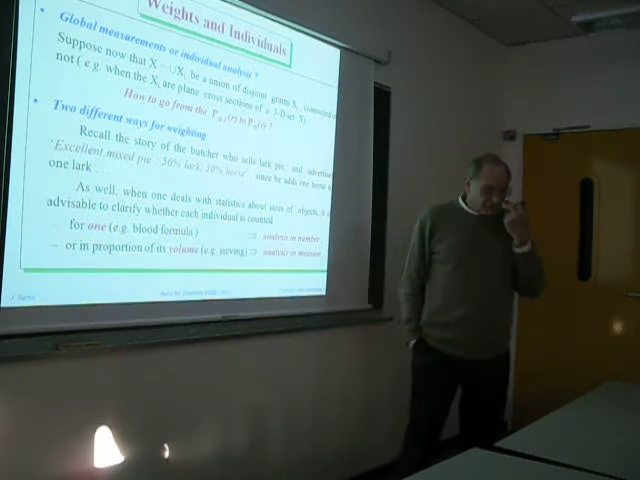 Weights and Individuals
• Global measurements or individual analysis ?
Suppose now that X = ∪Xi be a union of disjoint grains Xi, connected or
not ( e.g. when the Xi are plane cross sections of a 3-D set X).
How to go from the to ?
• Two different ways for weighting
Recall the story of the butcher who sells lark pie, and advertises
'Excellent mixed pie : 50% lark, 50% horse', since he adds one horse to
one lark . . .
As well, when one deals with statistics about sizes of objects, it is
advisable to clarify whether each individual is counted
– for one (e.g. blood formula.) ⇒ analysis in number
– or in proportion of its volume (e.g. sieving) ⇒ analysis in measure
J. Serra